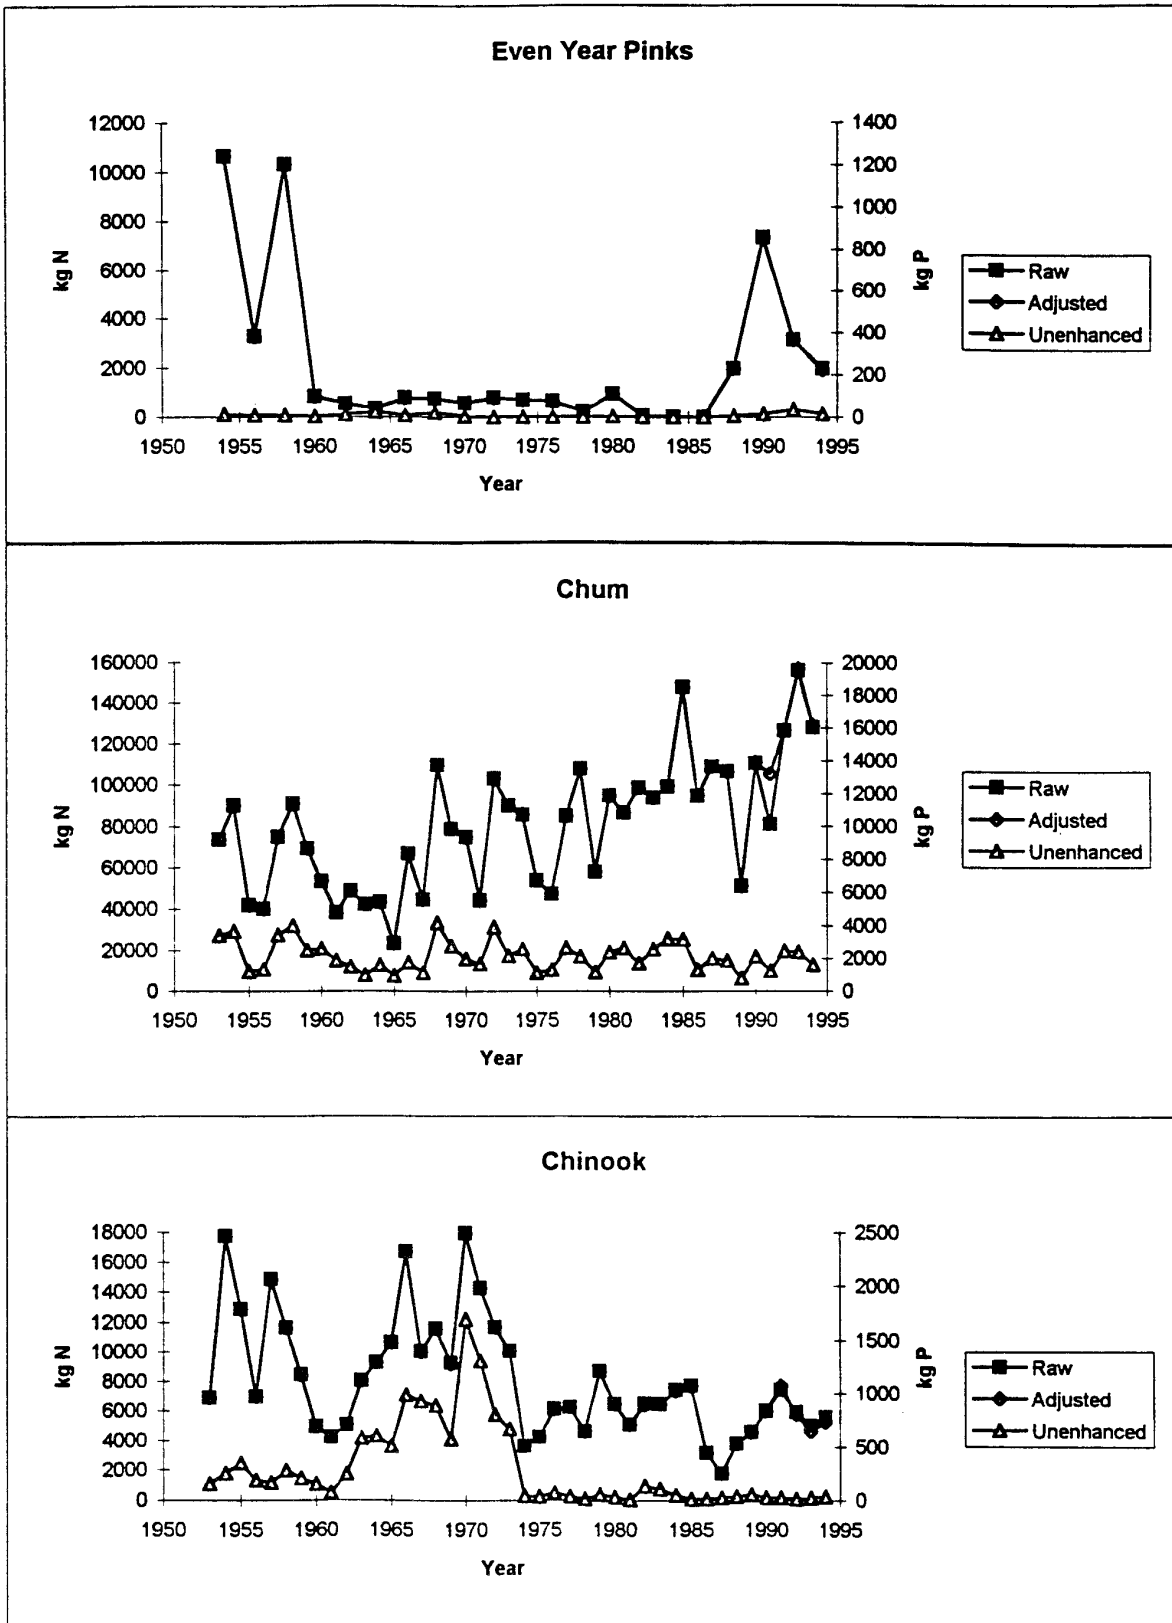 Even Year Pinks
12000
10000
8000
6000
4000
2000
0
kg N
1400
1200
1000
800
600
400
200
0
kg P
1950 1955 1960 1965 1970 1975 1980 1985 1990 1995
Year
Raw
Adjusted
Unenhanced
Chum
160000
140000
120000
100000
80000
60000
40000
20000
0
kg N
20000
18000
16000
14000
12000
10000
8000
6000
4000
2000
0
kg P
1950 1955 1960 1965 1970 1975 1980 1985 1990 1995
Year
Raw
Adjusted
Unenhanced
Chinook
18000
16000
14000
12000
10000
8000
6000
4000
2000
0
kg N
2500
2000
1500
1000
500
0
kg P
1950 1955 1960 1965 1970 1975 1980 1985 1990 1995
Year
Raw
Adjusted
Unenhanced